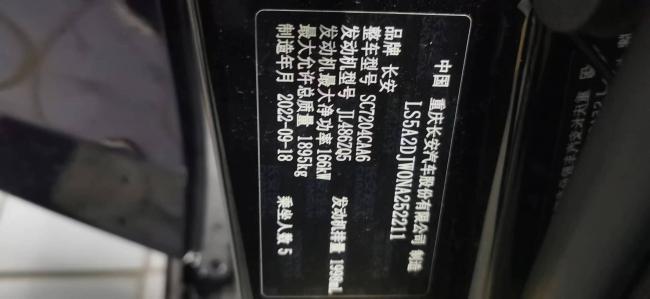 中国 重庆长安汽车股份有限公司 制造
LS5A2DJW0NA252211
品牌 长安
整车型号 SC7204CAA6
发动机型号 JL486ZQ5 发动机排量 1998mL
发动机最大净功率 166kW
最大允许总质量 1895kg
制造年月 2022-09-18 乘坐人数 5